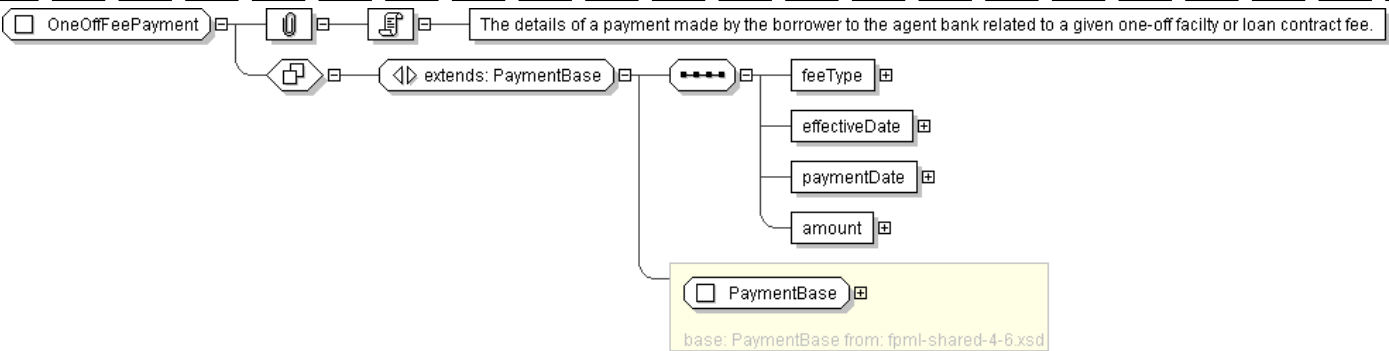 OneOffFeePayment
The details of a payment made by the borrower to the agent bank related to a given one-off facility or loan contract fee.
extends: PaymentBase
feeType
effectiveDate
paymentDate
amount
PaymentBase
base: PaymentBase from: fpml-shared-4-6.xsd